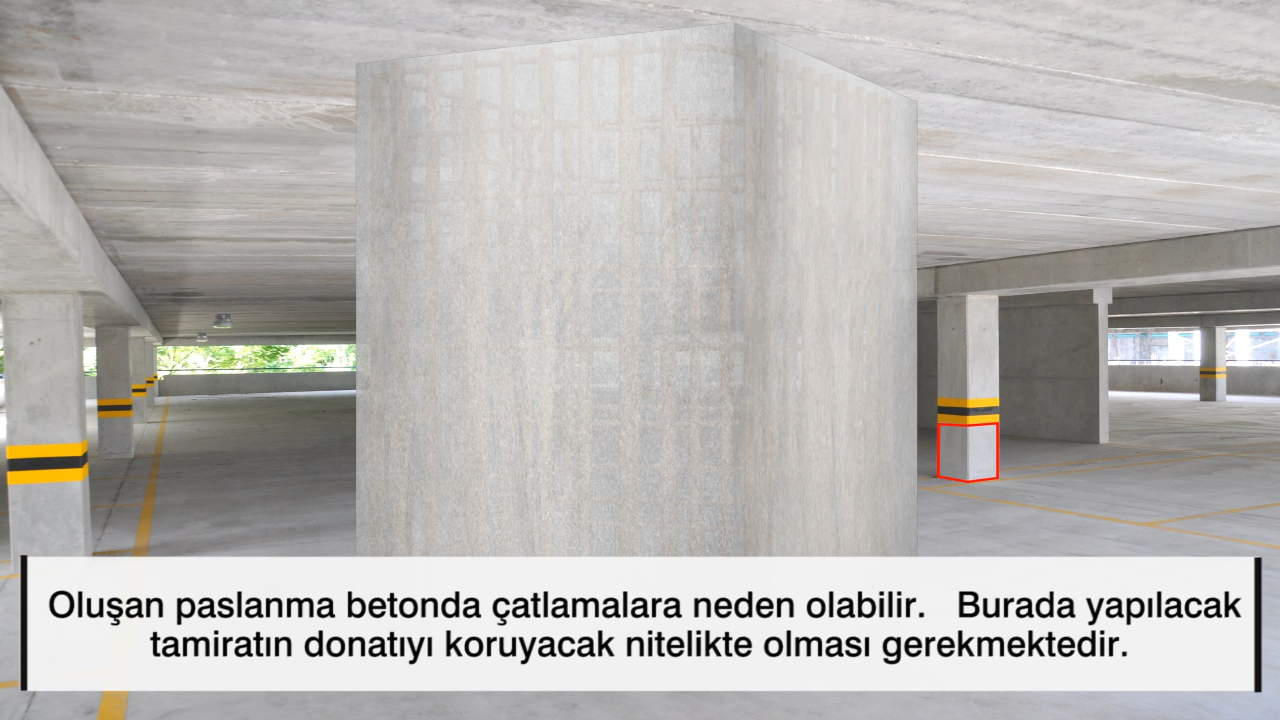 Oluşan paslanma betonda çatlamalara neden olabilir. Burada yapılacak
tamiratın donatıyı koruyacak nitelikte olması gerekmektedir.